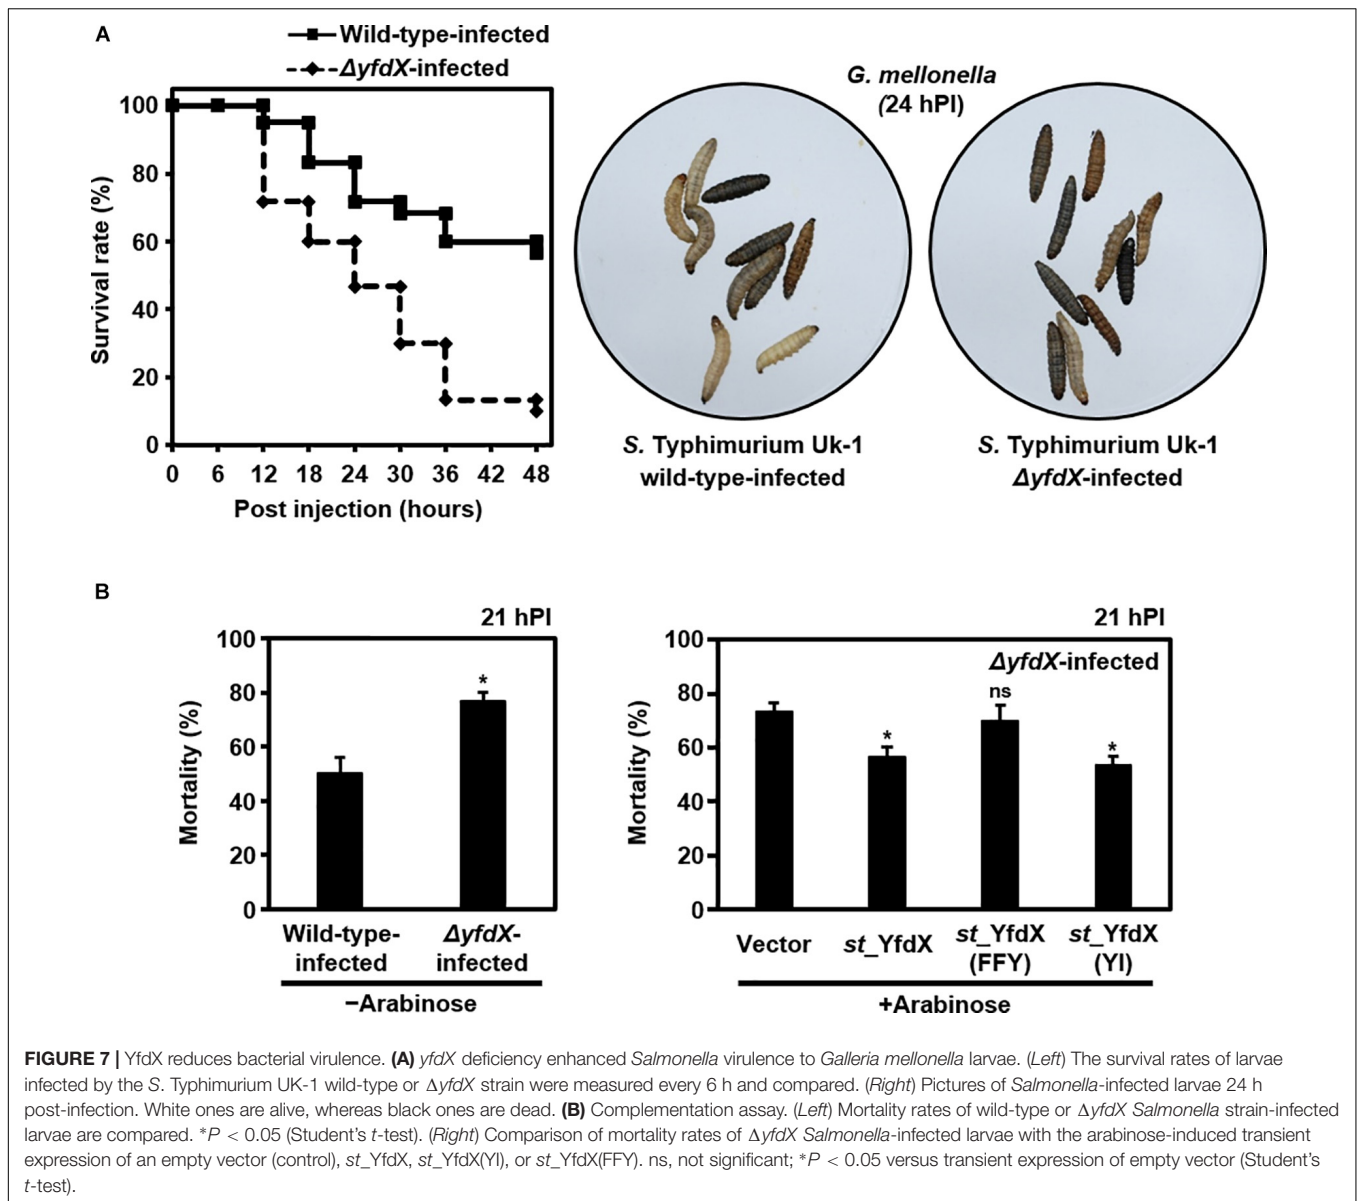 A
Wild-type-infected
ΔyfdX-infected
Survival rate (%)
100
80
60
40
20
0
0 6 12 18 24 30 36 42 48
Post injection (hours)
G. mellonella
(24 hPI)
S. Typhimurium Uk-1
wild-type-infected
S. Typhimurium Uk-1
ΔyfdX-infected
B
21 hPI
Mortality (%)
100
80
60
40
20
0
*
Wild-type-
infected
ΔyfdX-
infected
−Arabinose
21 hPI
ΔyfdX-infected
Mortality (%)
100
80
60
40
20
0
*
ns
*
Vector
st_YfdX
st_YfdX
(FFY)
st_YfdX
(YI)
+Arabinose
FIGURE 7 | YfdX reduces bacterial virulence. (A) yfdX deficiency enhanced Salmonella virulence to Galleria mellonella larvae. (Left) The survival rates of larvae
infected by the S. Typhimurium UK-1 wild-type or ΔyfdX strain were measured every 6 h and compared. (Right) Pictures of Salmonella-infected larvae 24 h
post-infection. White ones are alive, whereas black ones are dead. (B) Complementation assay. (Left) Mortality rates of wild-type or ΔyfdX Salmonella strain-infected
larvae are compared. *P < 0.05 (Student's t-test). (Right) Comparison of mortality rates of ΔyfdX Salmonella-infected larvae with the arabinose-induced transient
expression of an empty vector (control), st_YfdX, st_YfdX(YI), or st_YfdX(FFY). ns, not significant; *P < 0.05 versus transient expression of empty vector (Student's
t-test).